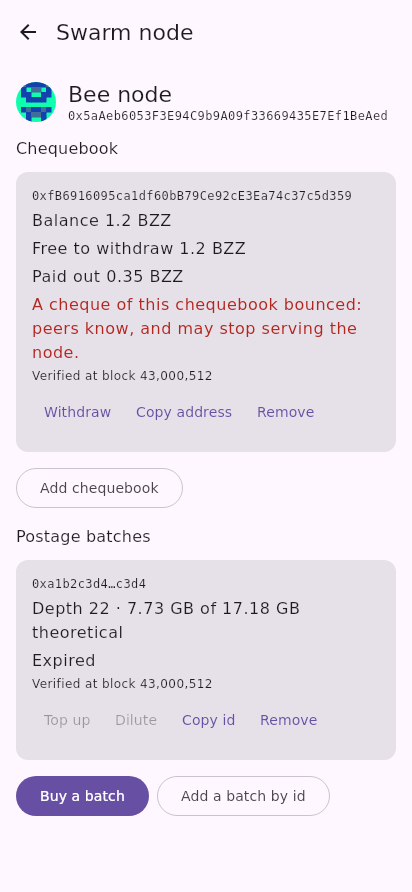 Swarm node
Bee node
0x5aAeb6053F3E94C9b9A09f33669435E7Ef1BeAed
Chequebook
0xfB6916095ca1df60bB79Ce92cE3Ea74c37c5d359
Balance 1.2 BZZ
Free to withdraw 1.2 BZZ
Paid out 0.35 BZZ
A cheque of this chequebook bounced:
peers know, and may stop serving the
node.
Verified at block 43,000,512
Withdraw Copy address Remove
Add chequebook
Postage batches
0xa1b2c3d4…c3d4
Depth 22 · 7.73 GB of 17.18 GB
theoretical
Expired
Verified at block 43,000,512
Top up Dilute Copy id Remove
Buy a batch Add a batch by id